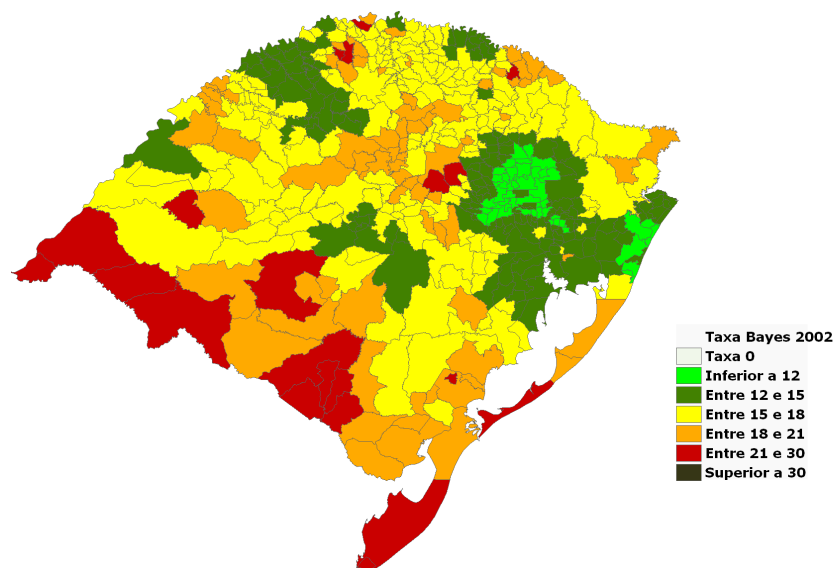 Taxa Bayes 2002
Taxa 0
Inferior a 12
Entre 12 e 15
Entre 15 e 18
Entre 18 e 21
Entre 21 e 30
Superior a 30